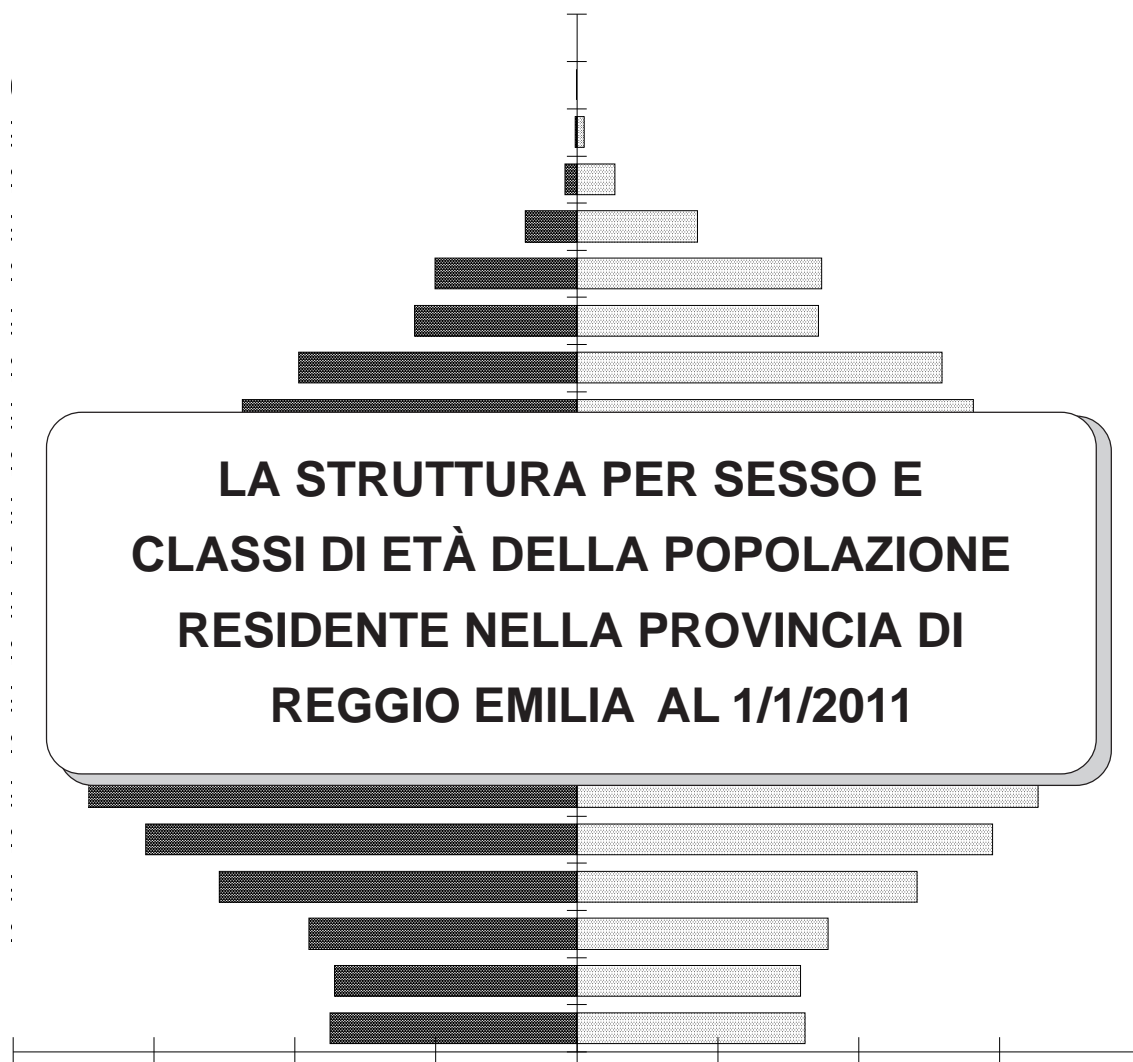 LA STRUTTURA PER SESSO E
CLASSI DI ETÀ DELLA POPOLAZIONE
RESIDENTE NELLA PROVINCIA DI
REGGIO EMILIA AL 1/1/2011